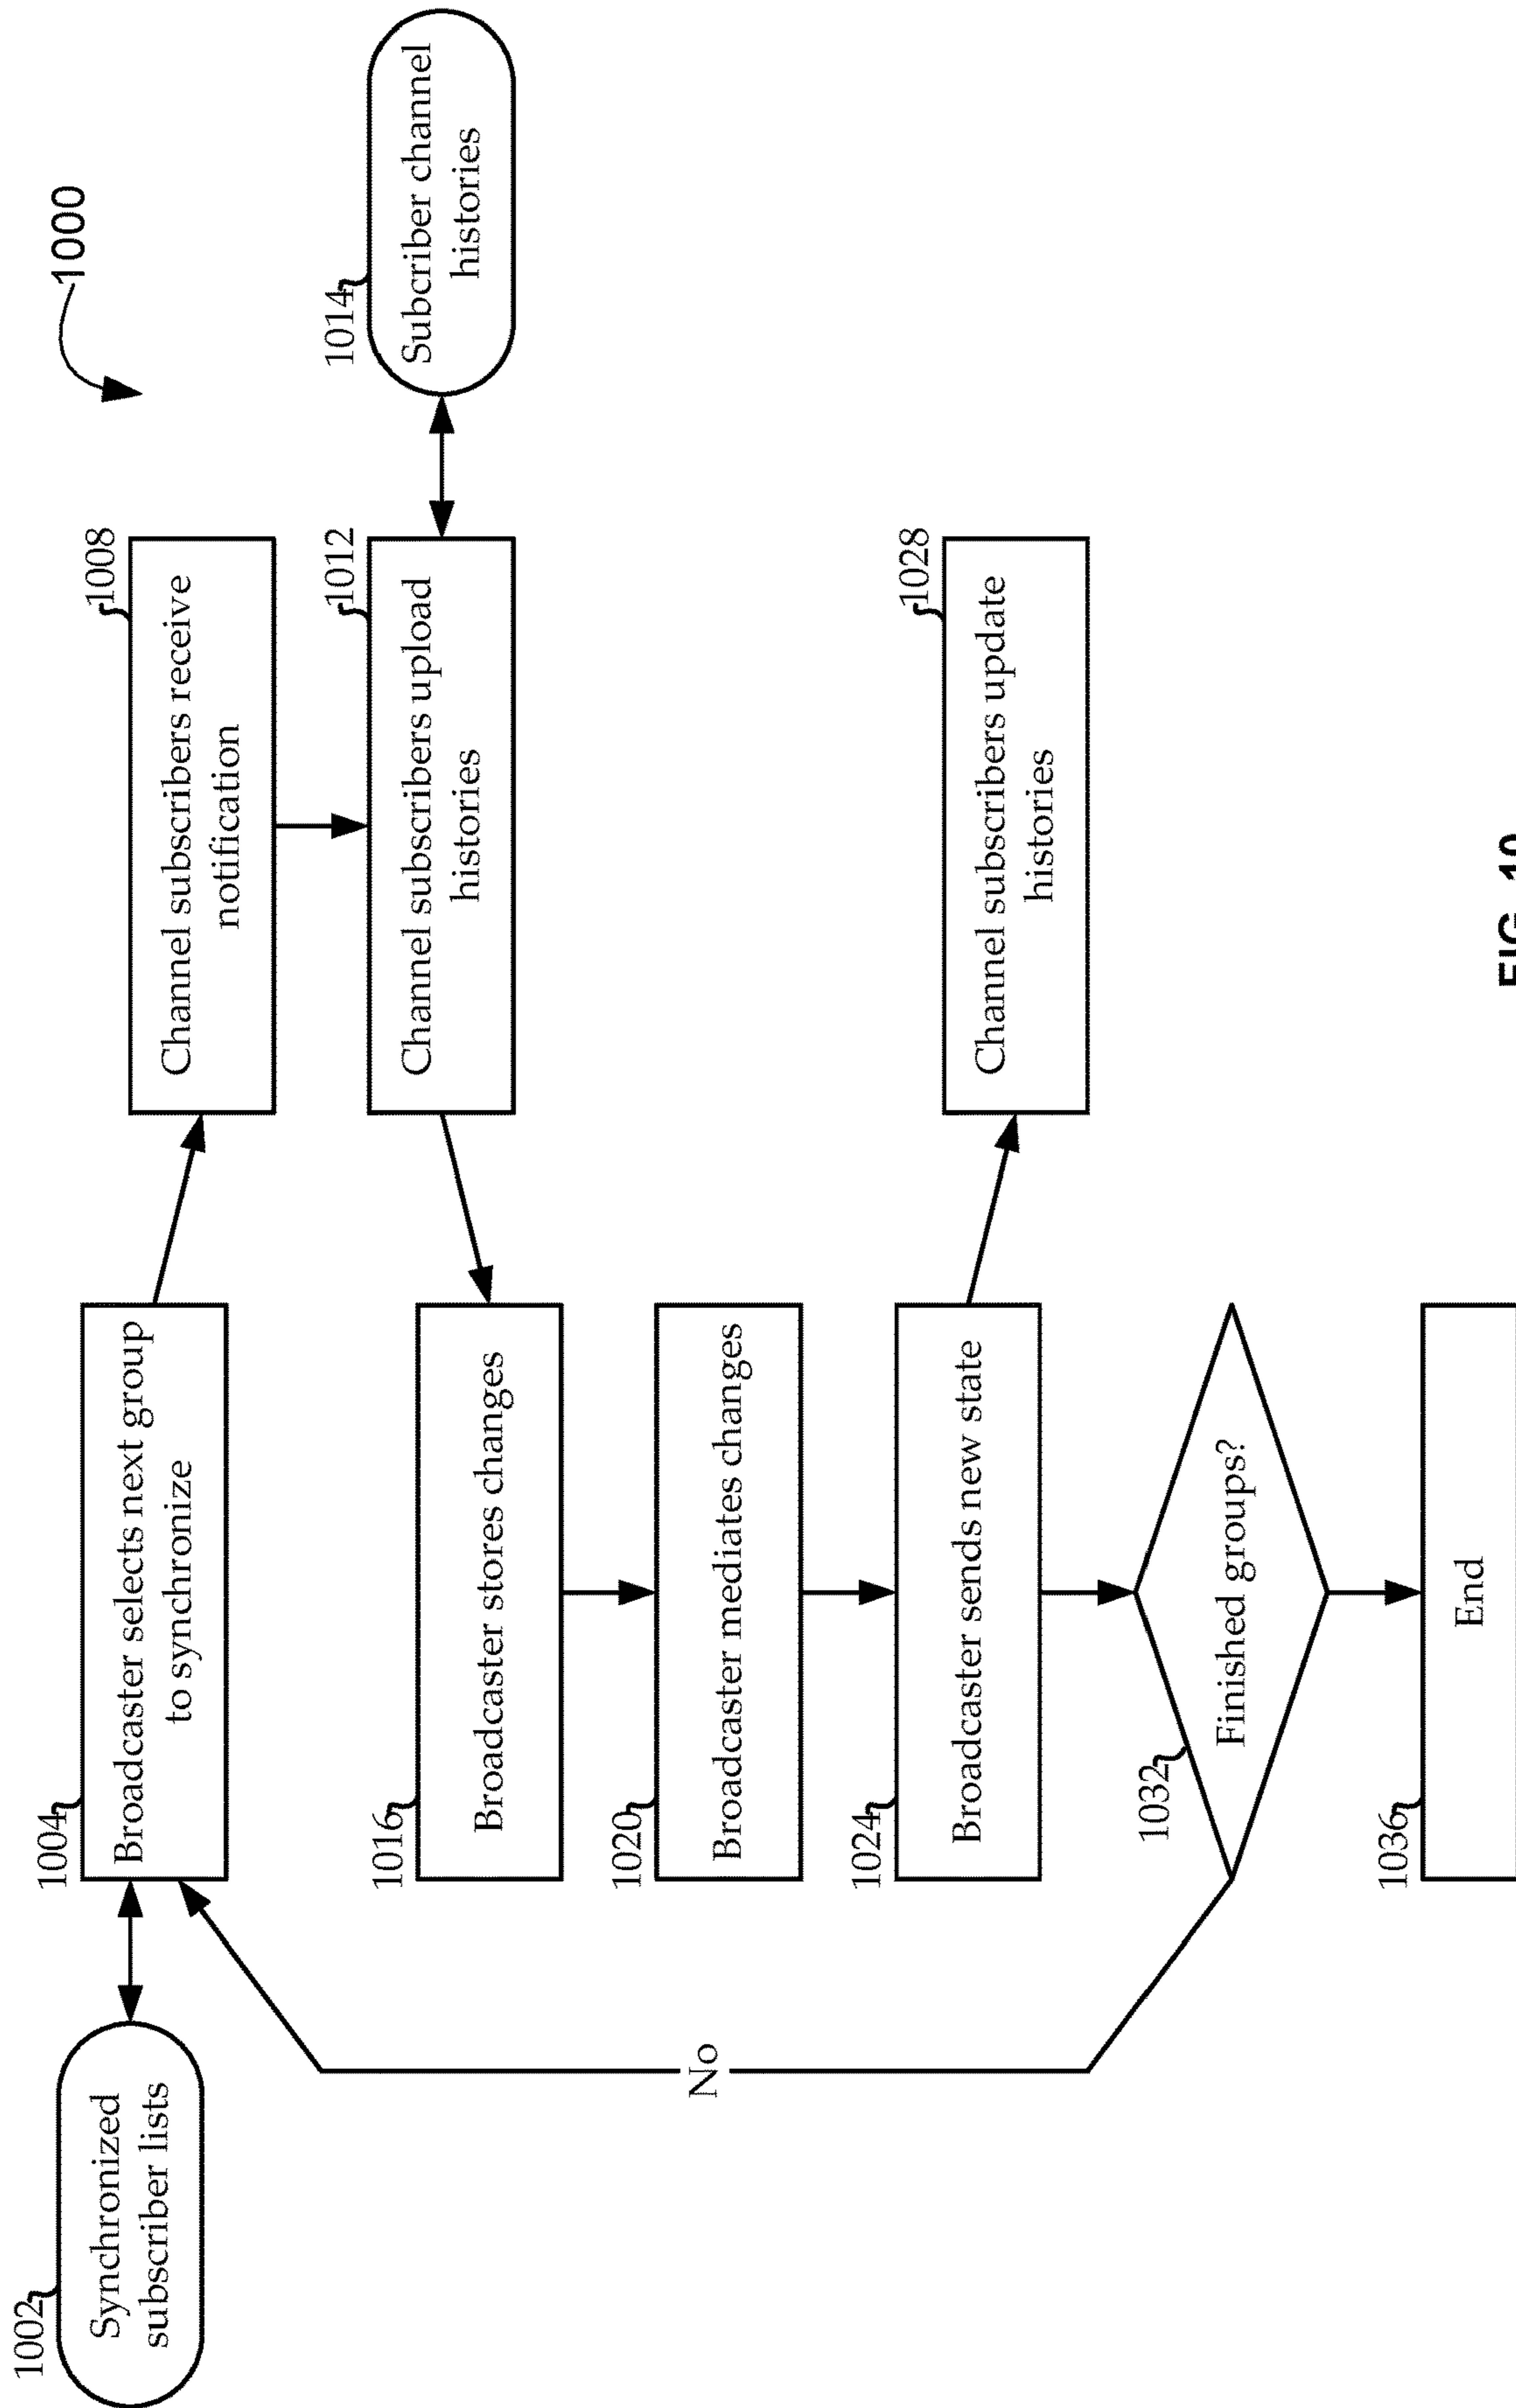 1000
1002
Synchronized
subscriber lists
1004
Broadcaster selects next group
to synchronize
1008
Channel subscribers receive
notification
1012
Channel subscribers upload
histories
1014
Subcriber channel
histories
1016
Broadcaster stores changes
1020
Broadcaster mediates changes
1024
Broadcaster sends new state
1028
Channel subscribers update
histories
1032
Finished groups?
No
1036
End
FIG. 10